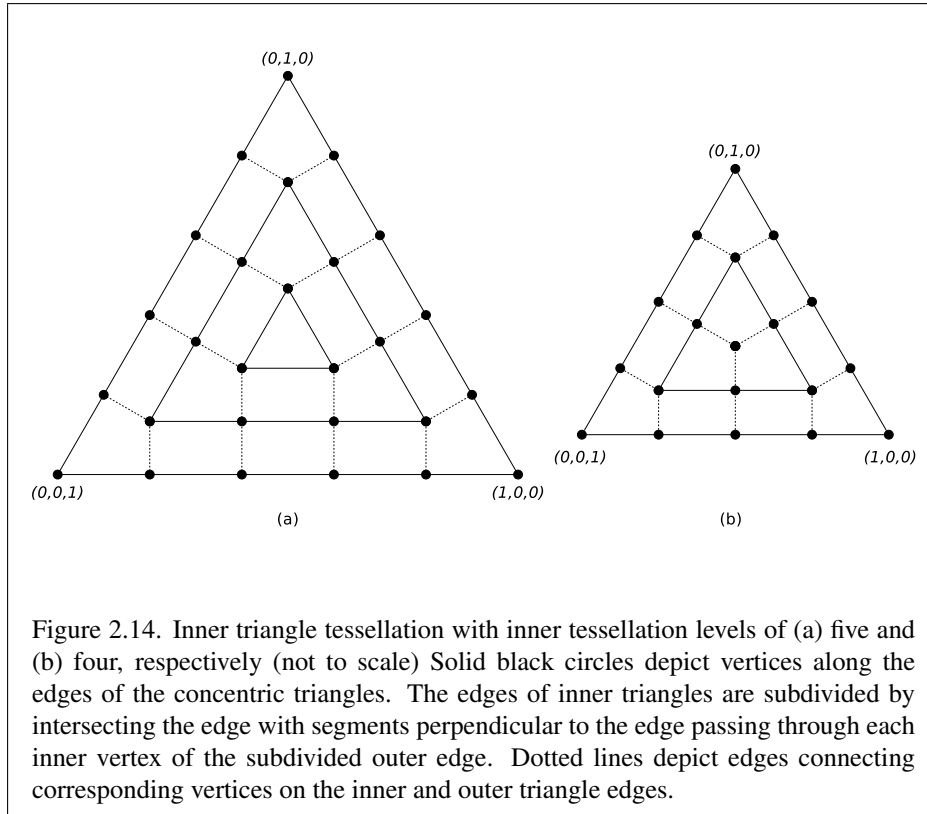 (0,1,0)
(0,1,0)
(0,0,1)
(1,0,0)
(0,0,1)
(1,0,0)
(a)
(b)
Figure 2.14. Inner triangle tessellation with inner tessellation levels of (a) five and
(b) four, respectively (not to scale) Solid black circles depict vertices along the
edges of the concentric triangles. The edges of inner triangles are subdivided by
intersecting the edge with segments perpendicular to the edge passing through each
inner vertex of the subdivided outer edge. Dotted lines depict edges connecting
corresponding vertices on the inner and outer triangle edges.